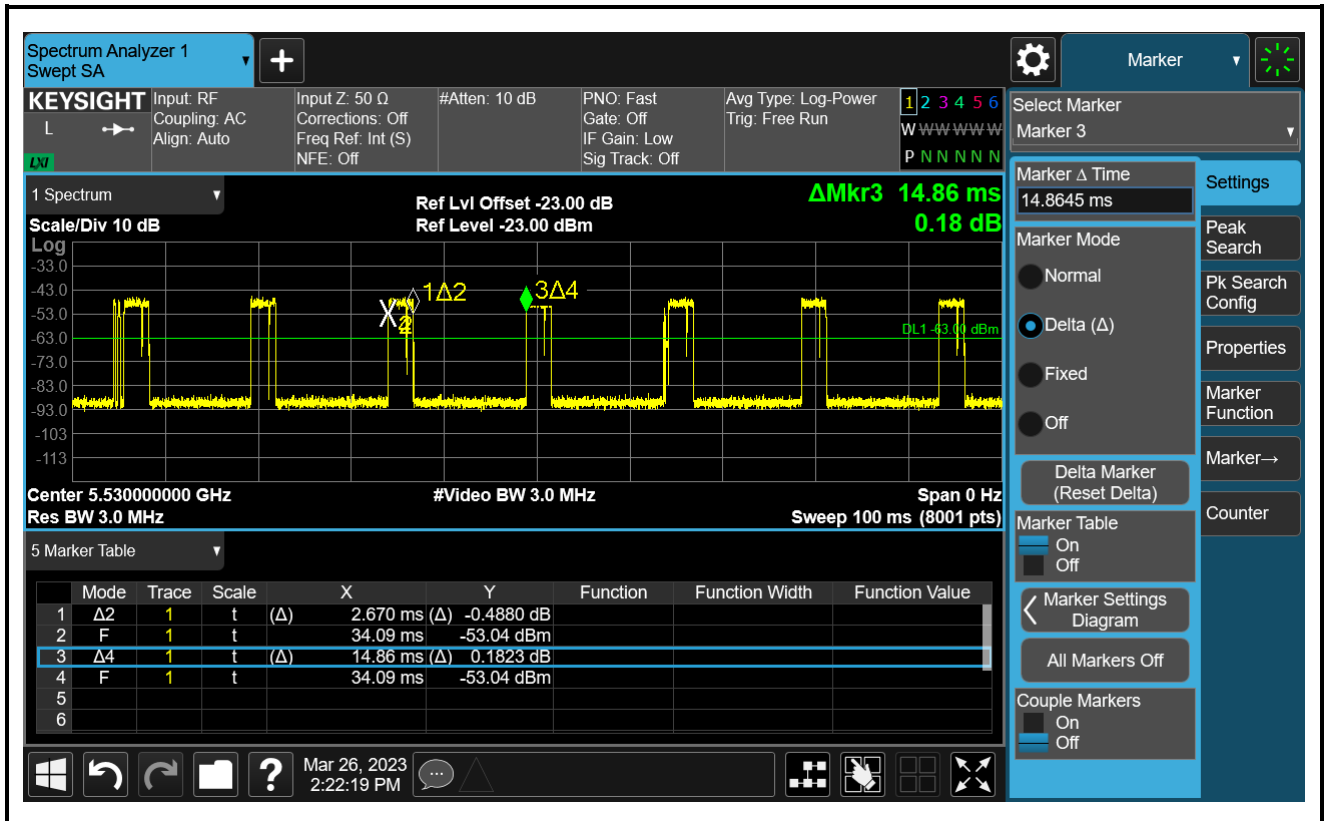 Spectrum Analyzer 1
Swept SA
Marker
KEYSIGHT
L
LXI
Input: RF
Coupling: AC
Align: Auto
Input Z: 50 Ω
Corrections: Off
Freq Ref: Int (S)
NFE: Off
#Atten: 10 dB
PNO: Fast
Gate: Off
IF Gain: Low
Sig Track: Off
Avg Type: Log-Power
Trig: Free Run
1 2 3 4 5 6
W W W W W W
P N N N N N
Select Marker
Marker 3
1 Spectrum
Scale/Div 10 dB
Ref Lvl Offset -23.00 dB
Ref Level -23.00 dBm
ΔMkr3 14.86 ms
0.18 dB
Log
-33.0
-43.0
-53.0
-63.0
-73.0
-83.0
-93.0
-103
-113
1Δ2
3Δ4
X
2
DL1 -63.00 dBm
Center 5.530000000 GHz
#Video BW 3.0 MHz
Span 0 Hz
Res BW 3.0 MHz
Sweep 100 ms (8001 pts)
5 Marker Table
Mode Trace Scale X Y Function Function Width Function Value
1 Δ2 1 t (Δ) 2.670 ms (Δ) -0.4880 dB
2 F 1 t 34.09 ms -53.04 dBm
3 Δ4 1 t (Δ) 14.86 ms (Δ) 0.1823 dB
4 F 1 t 34.09 ms -53.04 dBm
5
6
Mar 26, 2023
2:22:19 PM
Marker Δ Time
14.8645 ms
Marker Mode
Normal
Delta (Δ)
Fixed
Off
Delta Marker
(Reset Delta)
Marker Table
On
Off
Marker Settings
Diagram
All Markers Off
Couple Markers
On
Off
Settings
Peak
Search
Pk Search
Config
Properties
Marker
Function
Marker→
Counter